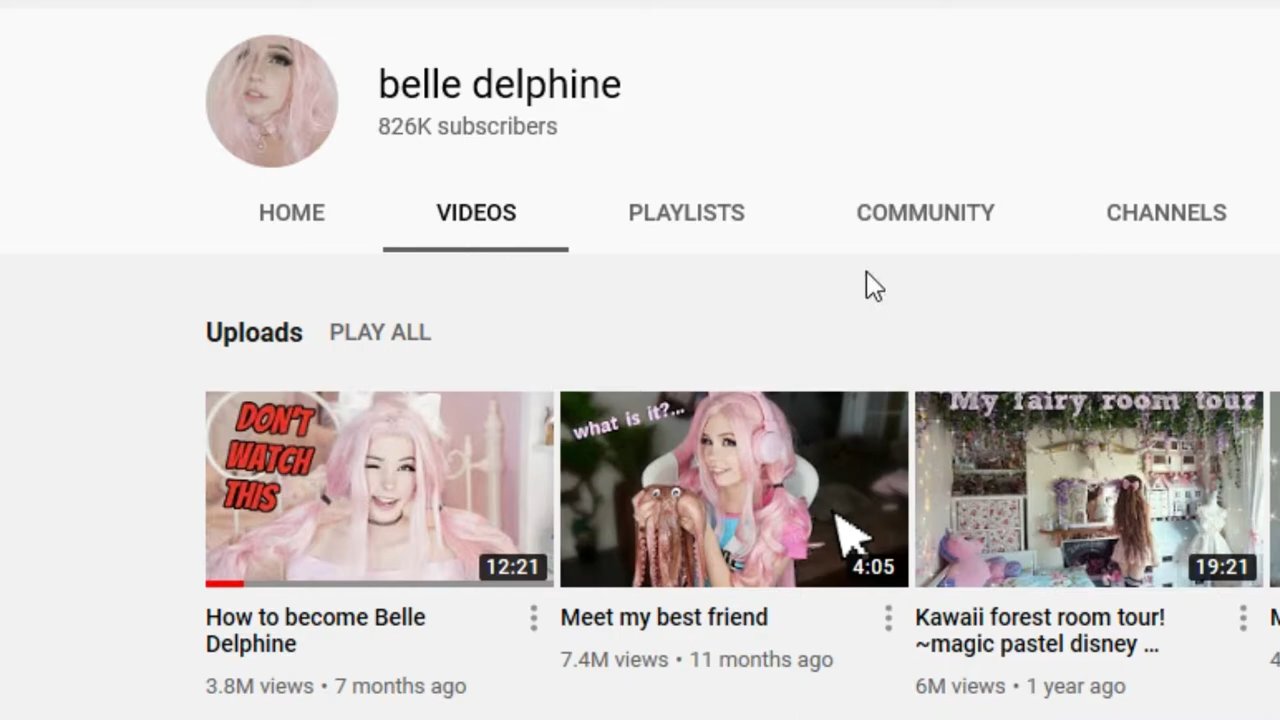 belle delphine
826K subscribers
HOME VIDEOS PLAYLISTS COMMUNITY CHANNELS
Uploads PLAY ALL
DON'T
WATCH
THIS
12:21
what is it?...
4:05
My fairy room tour
19:21
How to become Belle
Delphine
3.8M views • 7 months ago
Meet my best friend
7.4M views • 11 months ago
Kawaii forest room tour!
~magic pastel disney ...
6M views • 1 year ago
M
4